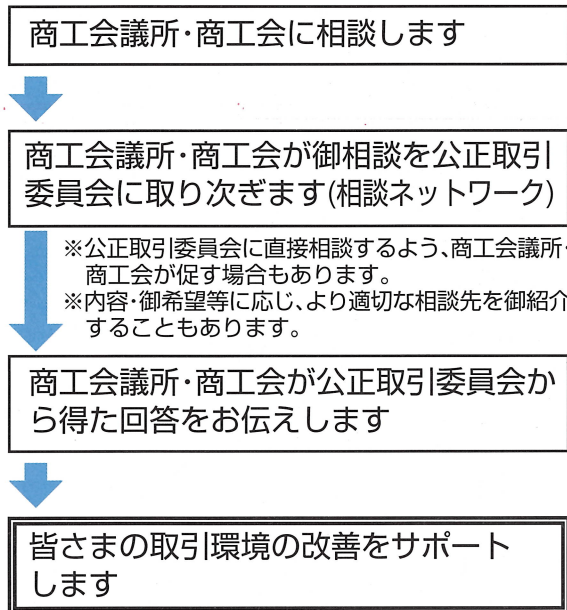 商工会議所・商工会に相談します
商工会議所・商工会が御相談を公正取引
委員会に取り次ぎます(相談ネットワーク)
※公正取引委員会に直接相談するよう、商工会議所・
商工会が促す場合もあります。
※内容・御希望等に応じ、より適切な相談先を御紹介
することもあります。
商工会議所・商工会が公正取引委員会か
ら得た回答をお伝えします
皆さまの取引環境の改善をサポート
します